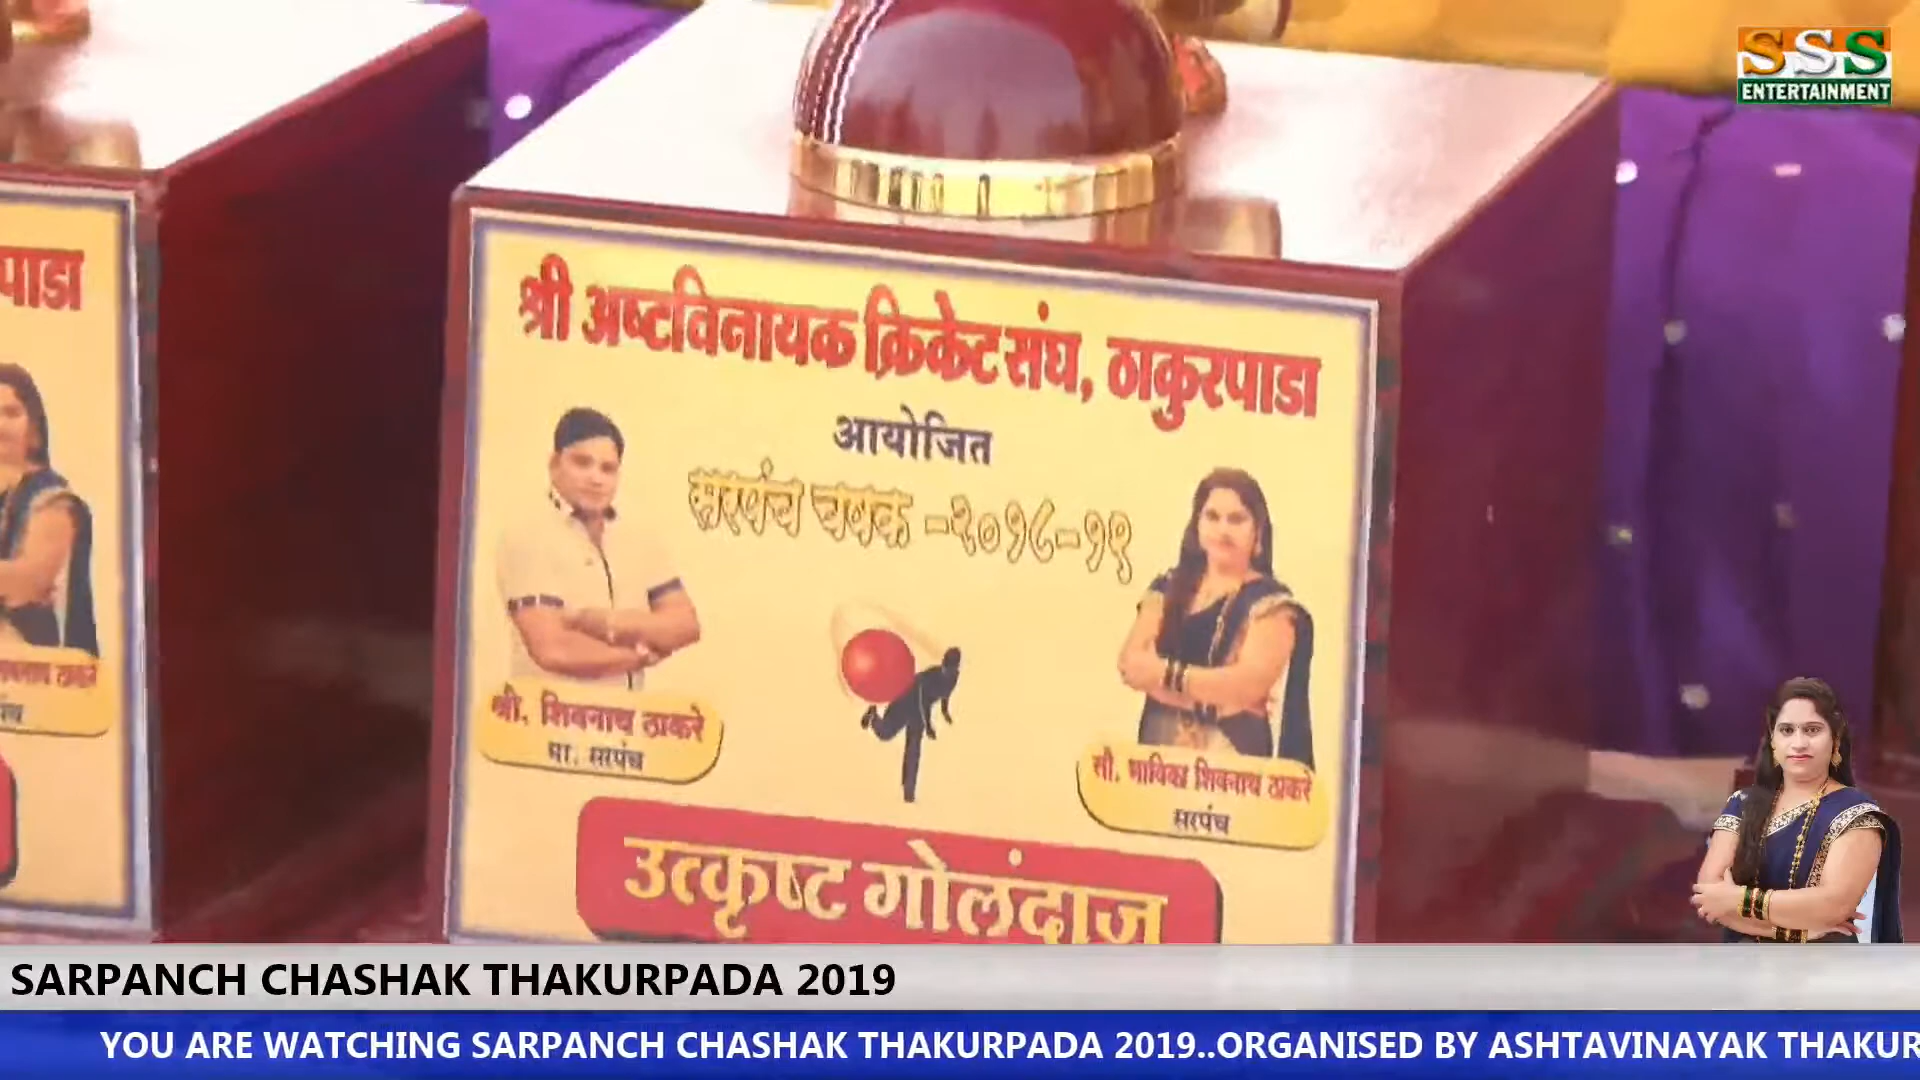 SSS
ENTERTAINMENT
पाडा
श्री अष्टविनायक क्रिकेट संघ, ठाकुरपाडा
आयोजित
सरपंच चषक -२०१८-१९
श्री. शिवनाथ ठाकरे
मा. सरपंच
सौ. भाविका शिवनाथ ठाकरे
सरपंच
उत्कृष्ट गोलंदाज
SARPANCH CHASHAK THAKURPADA 2019
YOU ARE WATCHING SARPANCH CHASHAK THAKURPADA 2019..ORGANISED BY ASHTAVINAYAK THAKUR